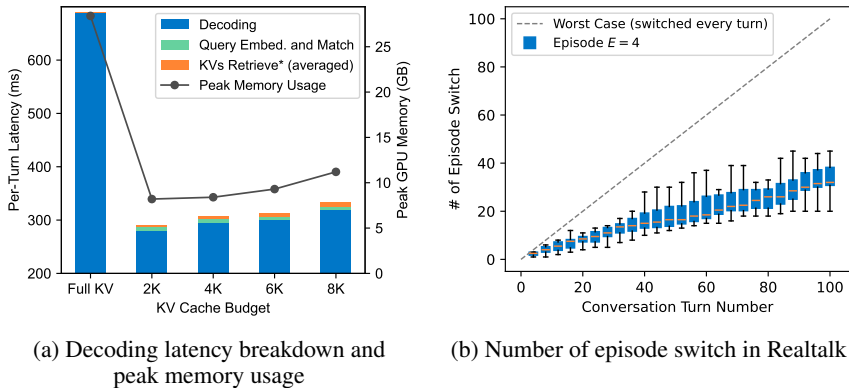 Decoding
Query Embed. and Match
KVs Retrieve* (averaged)
Peak Memory Usage
600
500
400
300
200
Per-Turn Latency (ms)
25
20
15
10
5
0
Peak GPU Memory (GB)
Full KV 2K 4K 6K 8K
KV Cache Budget
(a) Decoding latency breakdown and
peak memory usage
Worst Case (switched every turn)
Episode E = 4
100
80
60
40
20
0
# of Episode Switch
0 20 40 60 80 100
Conversation Turn Number
(b) Number of episode switch in Realtalk